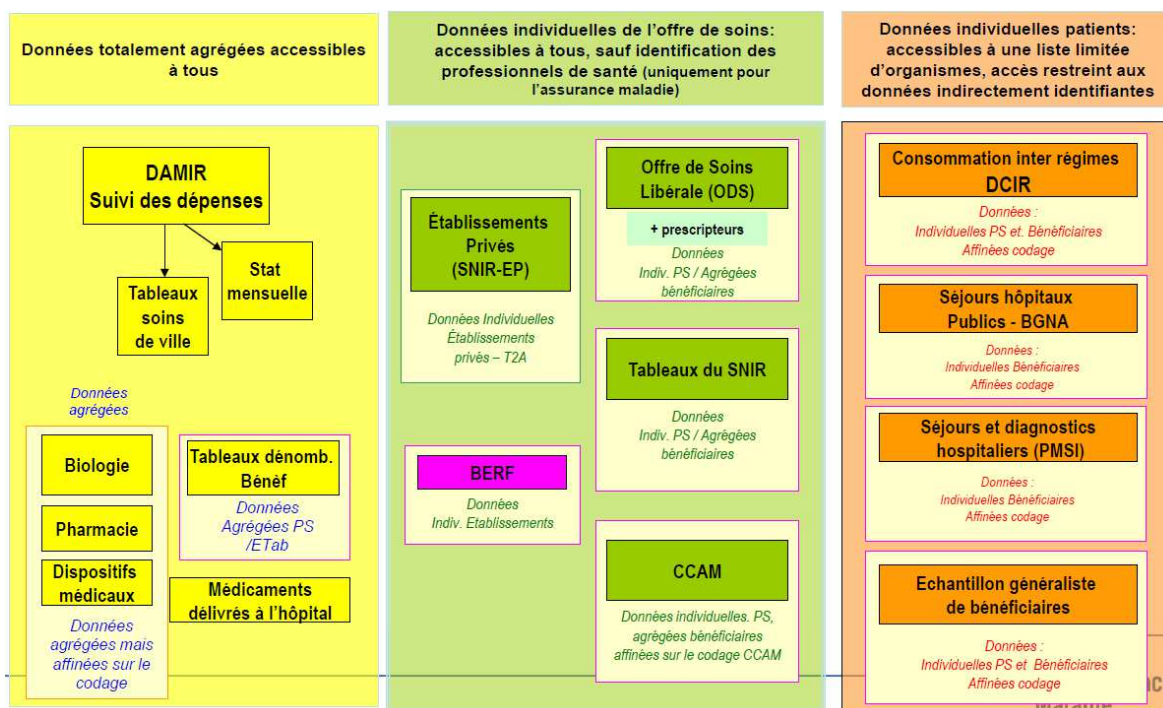 Données totalement agrégées accessibles
à tous
DAMIR
Suivi des dépenses
Tableaux
soins
de ville
Stat
mensuelle
Données
agrégées
Biologie
Pharmacie
Dispositifs
médicaux
Données
agrégées mais
affinées sur le
codage
Tableaux dénomb.
Bénéf
Données
Agrégées PS
/ETab
Médicaments
délivrés à l'hôpital
Données individuelles de l'offre de soins:
accessibles à tous, sauf identification des
professionnels de santé (uniquement pour
l'assurance maladie)
Établissements
Privés
(SNIR-EP)
Données Individuelles
Établissements
privés – T2A
BERF
Données
Indiv. Etablissements
Offre de Soins
Libérale (ODS)
+ prescripteurs
Données
Indiv. PS / Agrégées
bénéficiaires
Tableaux du SNIR
Données
Indiv. PS / Agrégées
bénéficiaires
CCAM
Données individuelles. PS,
agrégées bénéficiaires
affinées sur le codage CCAM
Données individuelles patients:
accessibles à une liste limitée
d'organismes, accès restreint aux
données indirectement identifiantes
Consommation inter régimes
DCIR
Données :
Individuelles PS et. Bénéficiaires
Affinées codage
Séjours hôpitaux
Publics - BGNA
Données :
Individuelles Bénéficiaires
Affinées codage
Séjours et diagnostics
hospitaliers (PMSI)
Données :
Individuelles Bénéficiaires
Affinées codage
Echantillon généraliste
de bénéficiaires
Données :
Individuelles PS et Bénéficiaires
Affinées codage